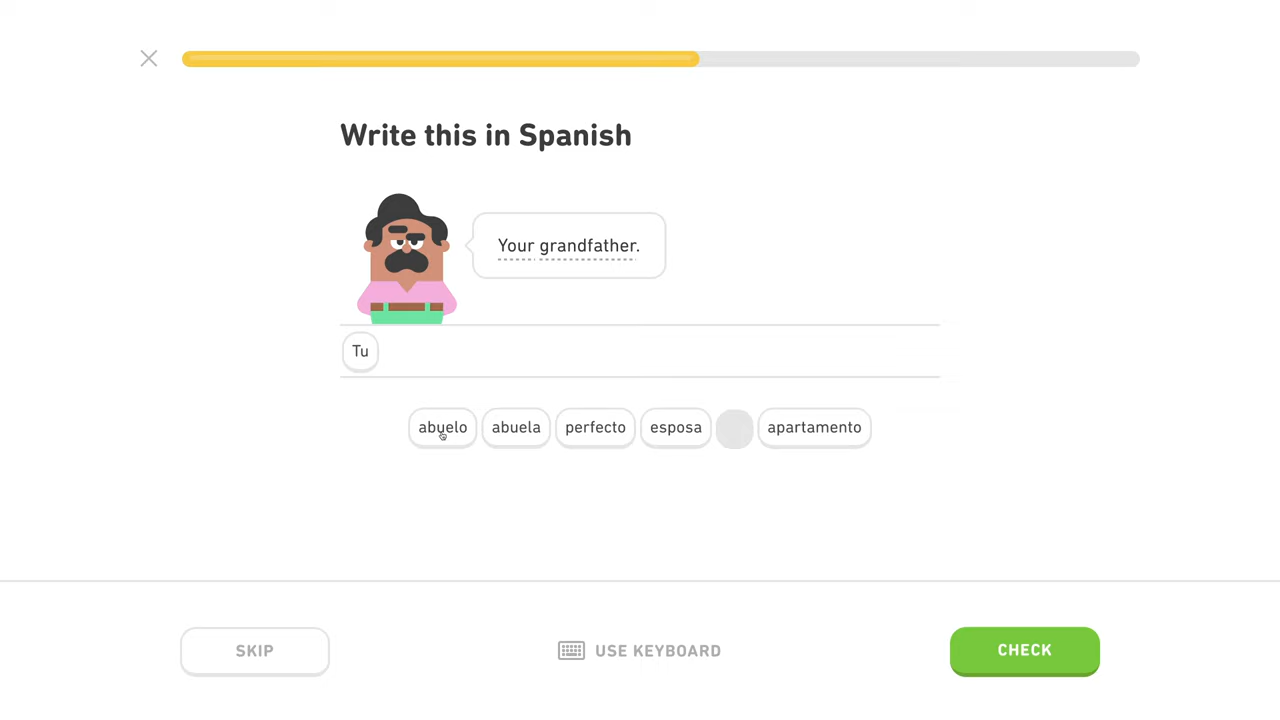 Write this in Spanish
Your grandfather.
Tu
abuelo abuela perfecto esposa apartamento
SKIP USE KEYBOARD CHECK